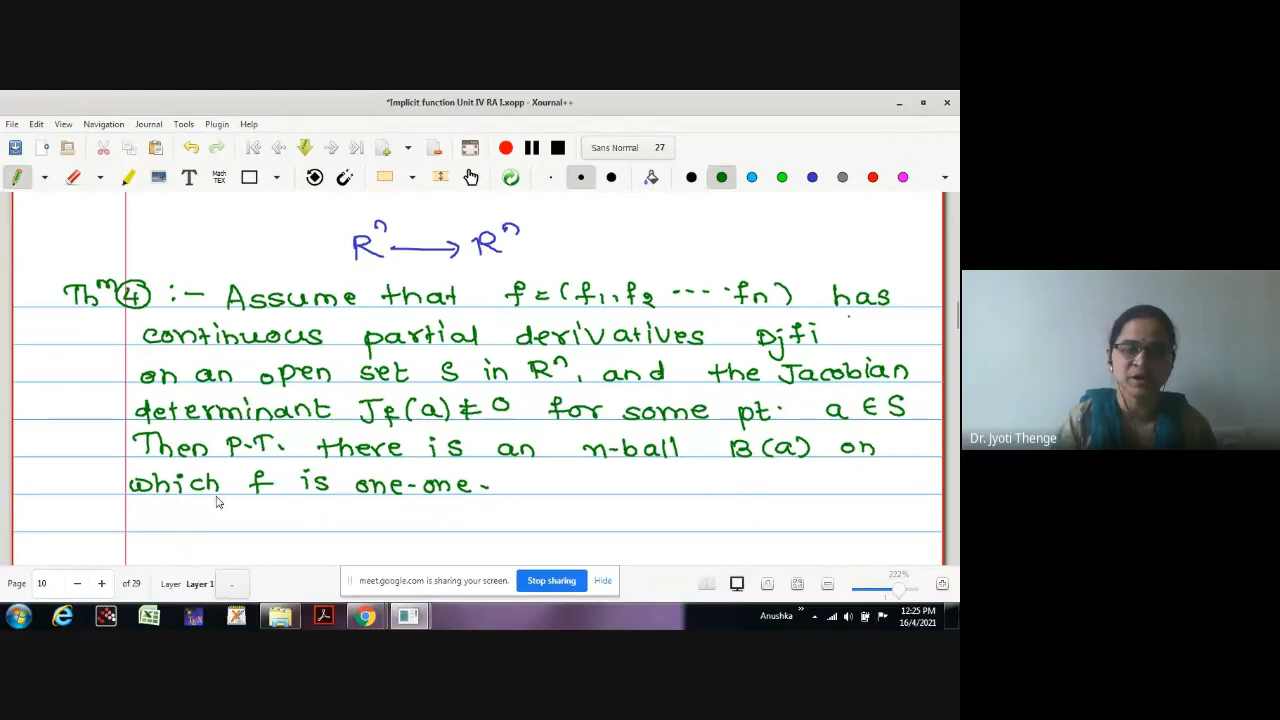 *Implicit function Unit IV RA I.xopp - Xournal++
File Edit View Navigation Journal Tools Plugin Help
Sans Normal 27
Math TEX
R^n ⟶ R^n
Th^m ④ :- Assume that f = (f1, f2 ---- fn) has
continuous partial derivatives Djfi
on an open set S in R^n, and the Jacobian
determinant Jf(a) ≠ 0 for some pt. a ∈ S
Then P.T. there is an n-ball B(a) on
which f is one-one.
Dr. Jyoti Thenge
Page 10 of 29 Layer Layer 1
meet.google.com is sharing your screen. Stop sharing Hide
222%
Anushka
12:25 PM
16/4/2021